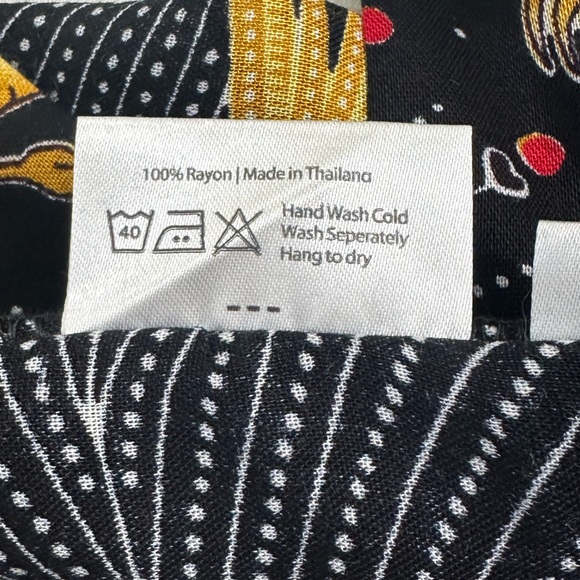 100% Rayon | Made in Thailand
40
Hand Wash Cold
Wash Seperately
Hang to dry
---